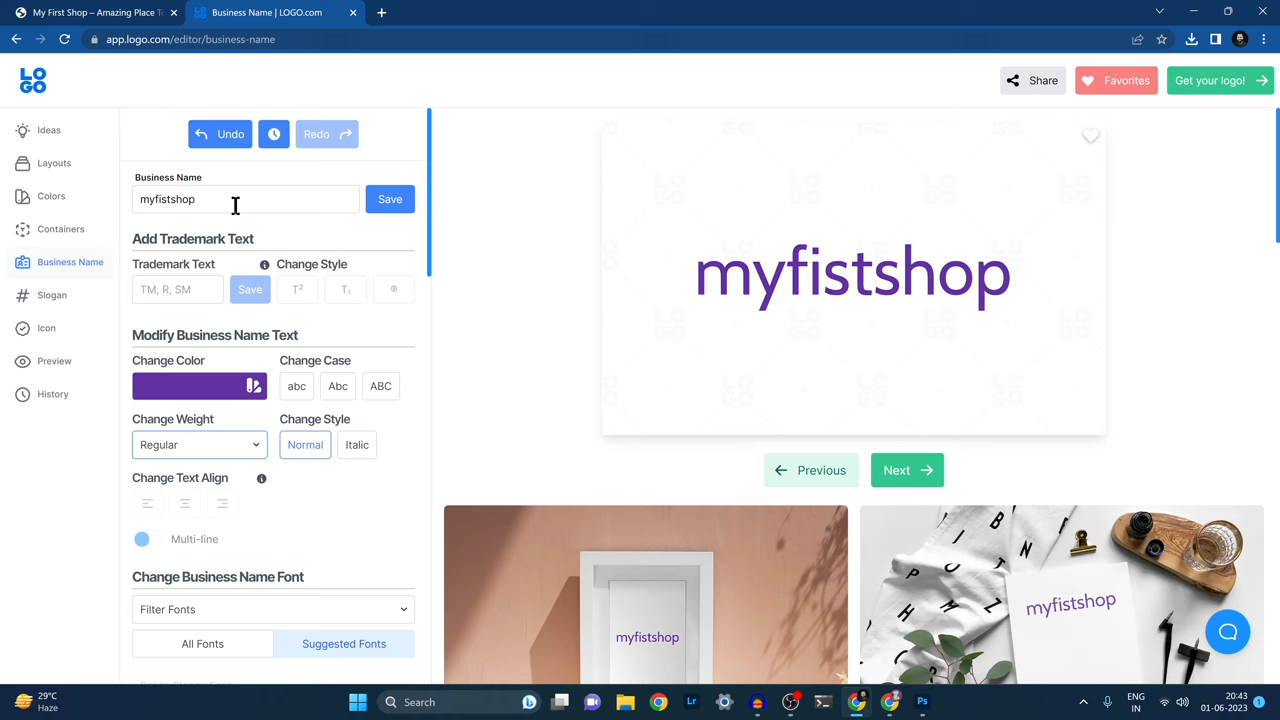 My First Shop – Amazing Place To
Business Name | LOGO.com
app.logo.com/editor/business-name
LO
GO
Share
Favorites
Get your logo!
Ideas
Layouts
Colors
Containers
Business Name
Slogan
Icon
Preview
History
Undo
Redo
Business Name
myfistshop
Save
Add Trademark Text
Trademark Text
Change Style
TM, R, SM
Save
Modify Business Name Text
Change Color
Change Case
abc
Abc
ABC
Change Weight
Change Style
Regular
Normal
Italic
Change Text Align
Multi-line
Change Business Name Font
Filter Fonts
All Fonts
Suggested Fonts
myfistshop
Previous
Next
myfistshop
myfistshop
29°C
Haze
Search
Lr
Ps
ENG
IN
20:43
01-06-2023
1